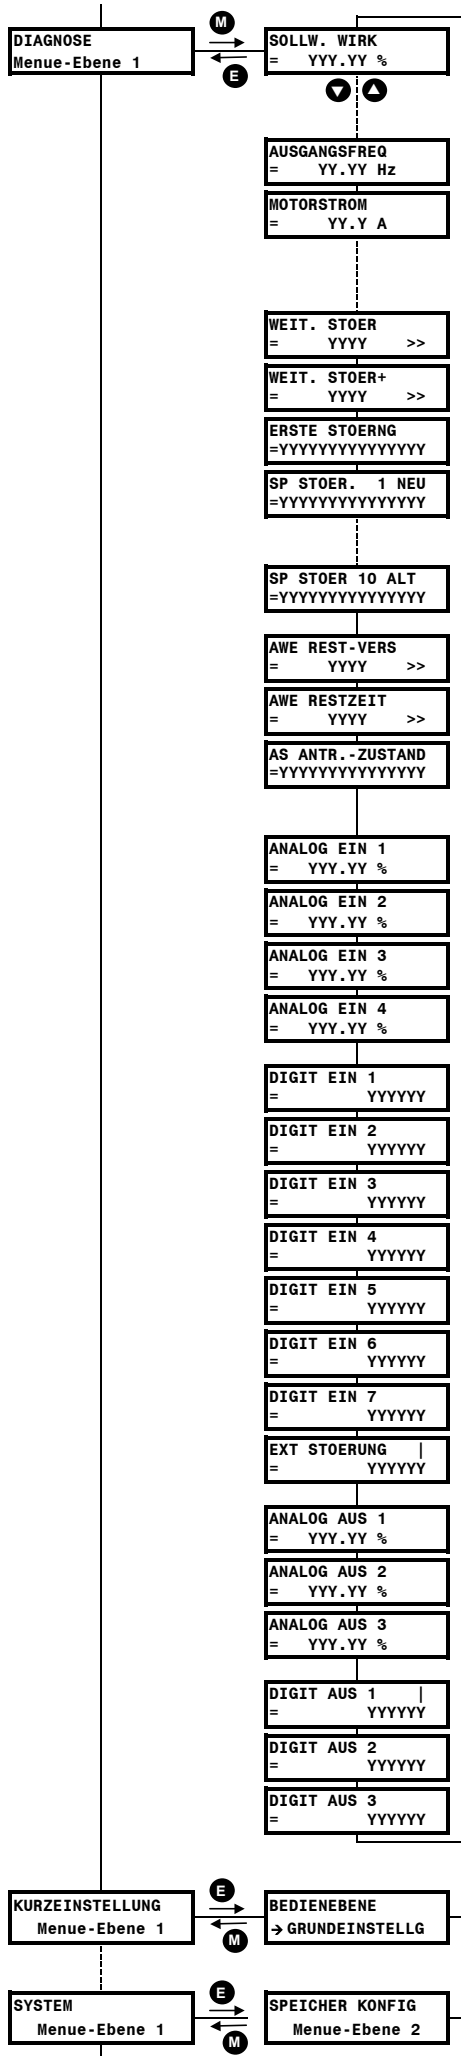 M
DIAGNOSE
Menue-Ebene 1
SOLLW. WIRK
= YYY.YY %
E
AUSGANGSFREQ
= YY.YY Hz
MOTORSTROM
= YY.Y A
WEIT. STOER
= YYYY >>
WEIT. STOER+
= YYYY >>
ERSTE STOERNG
=YYYYYYYYYYYYYYY
SP STOER. 1 NEU
=YYYYYYYYYYYYYYY
SP STOER 10 ALT
=YYYYYYYYYYYYYYY
AWE REST-VERS
= YYYY >>
AWE RESTZEIT
= YYYY >>
AS ANTR.-ZUSTAND
=YYYYYYYYYYYYYYY
ANALOG EIN 1
= YYY.YY %
ANALOG EIN 2
= YYY.YY %
ANALOG EIN 3
= YYY.YY %
ANALOG EIN 4
= YYY.YY %
DIGIT EIN 1
= YYYYYY
DIGIT EIN 2
= YYYYYY
DIGIT EIN 3
= YYYYYY
DIGIT EIN 4
= YYYYYY
DIGIT EIN 5
= YYYYYY
DIGIT EIN 6
= YYYYYY
DIGIT EIN 7
= YYYYYY
EXT STOERUNG |
= YYYYYY
ANALOG AUS 1
= YYY.YY %
ANALOG AUS 2
= YYY.YY %
ANALOG AUS 3
= YYY.YY %
DIGIT AUS 1 |
= YYYYYY
DIGIT AUS 2
= YYYYYY
DIGIT AUS 3
= YYYYYY
E
KURZEINSTELLUNG
Menue-Ebene 1
M
BEDIENEBENE
→ GRUNDEINSTELLG
E
SYSTEM
Menue-Ebene 1
M
SPEICHER KONFIG
Menue-Ebene 2